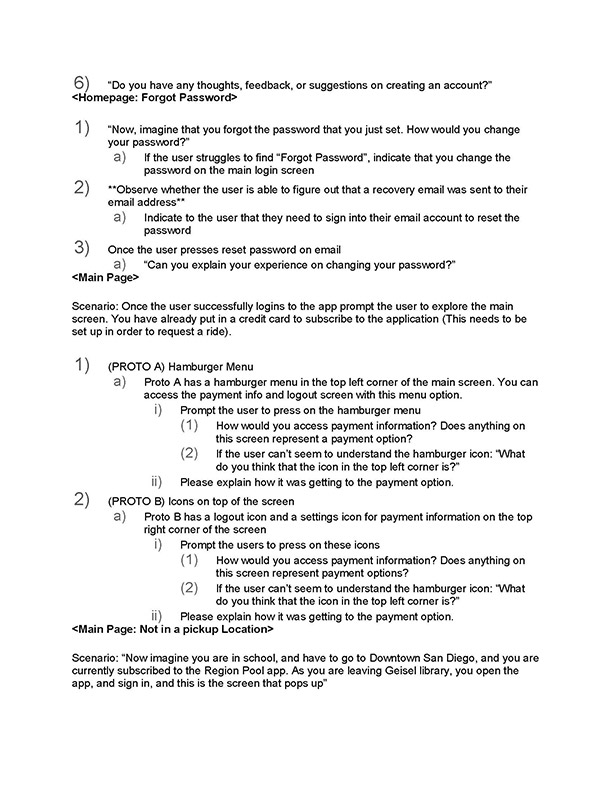 6) “Do you have any thoughts, feedback, or suggestions on creating an account?”
<Homepage: Forgot Password>
1) “Now, imagine that you forgot the password that you just set. How would you change
your password?”
a) If the user struggles to find “Forgot Password”, indicate that you change the
password on the main login screen
2) **Observe whether the user is able to figure out that a recovery email was sent to their
email address**
a) Indicate to the user that they need to sign into their email account to reset the
password
3) Once the user presses reset password on email
a) “Can you explain your experience on changing your password?”
<Main Page>
Scenario: Once the user successfully logins to the app prompt the user to explore the main
screen. You have already put in a credit card to subscribe to the application (This needs to be
set up in order to request a ride).
1) (PROTO A) Hamburger Menu
a) Proto A has a hamburger menu in the top left corner of the main screen. You can
access the payment info and logout screen with this menu option.
i) Prompt the user to press on the hamburger menu
(1) How would you access payment information? Does anything on
this screen represent a payment option?
(2) If the user can’t seem to understand the hamburger icon: “What
do you think that the icon in the top left corner is?”
ii) Please explain how it was getting to the payment option.
2) (PROTO B) Icons on top of the screen
a) Proto B has a logout icon and a settings icon for payment information on the top
right corner of the screen
i) Prompt the users to press on these icons
(1) How would you access payment information? Does anything on
this screen represent payment options?
(2) If the user can’t seem to understand the hamburger icon: “What
do you think that the icon in the top left corner is?”
ii) Please explain how it was getting to the payment option.
<Main Page: Not in a pickup Location>
Scenario: “Now imagine you are in school, and have to go to Downtown San Diego, and you are
currently subscribed to the Region Pool app. As you are leaving Geisel library, you open the
app, and sign in, and this is the screen that pops up”